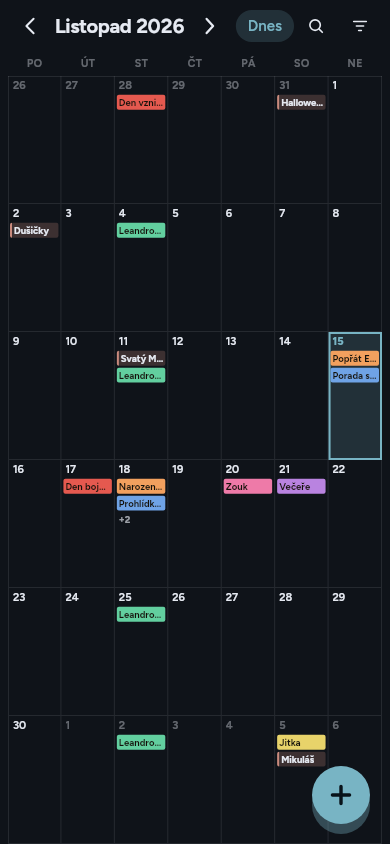 Listopad 2026 Dnes
PO ÚT ST ČT PÁ SO NE
26 27 28 29 30 31 1
Den vzni... Hallowe...
2 3 4 5 6 7 8
Dušičky Leandro...
9 10 11 12 13 14 15
Svatý M... Popřát E...
Leandro... Porada s...
16 17 18 19 20 21 22
Den boj... Narozen... Zouk Večeře
Prohlídk...
+2
23 24 25 26 27 28 29
Leandro...
30 1 2 3 4 5 6
Leandro... Jitka
Mikuláš